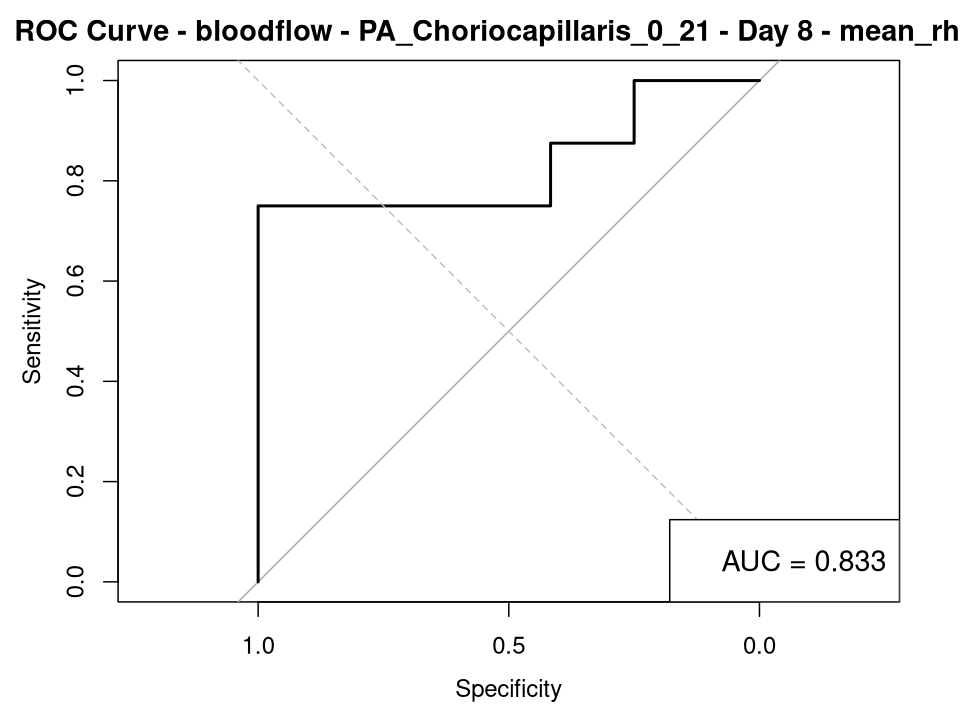 ROC Curve - bloodflow - PA_Choriocapillaris_0_21 - Day 8 - mean_rh
Sensitivity
1.0
0.8
0.6
0.4
0.2
0.0
AUC = 0.833
1.0 0.5 0.0
Specificity